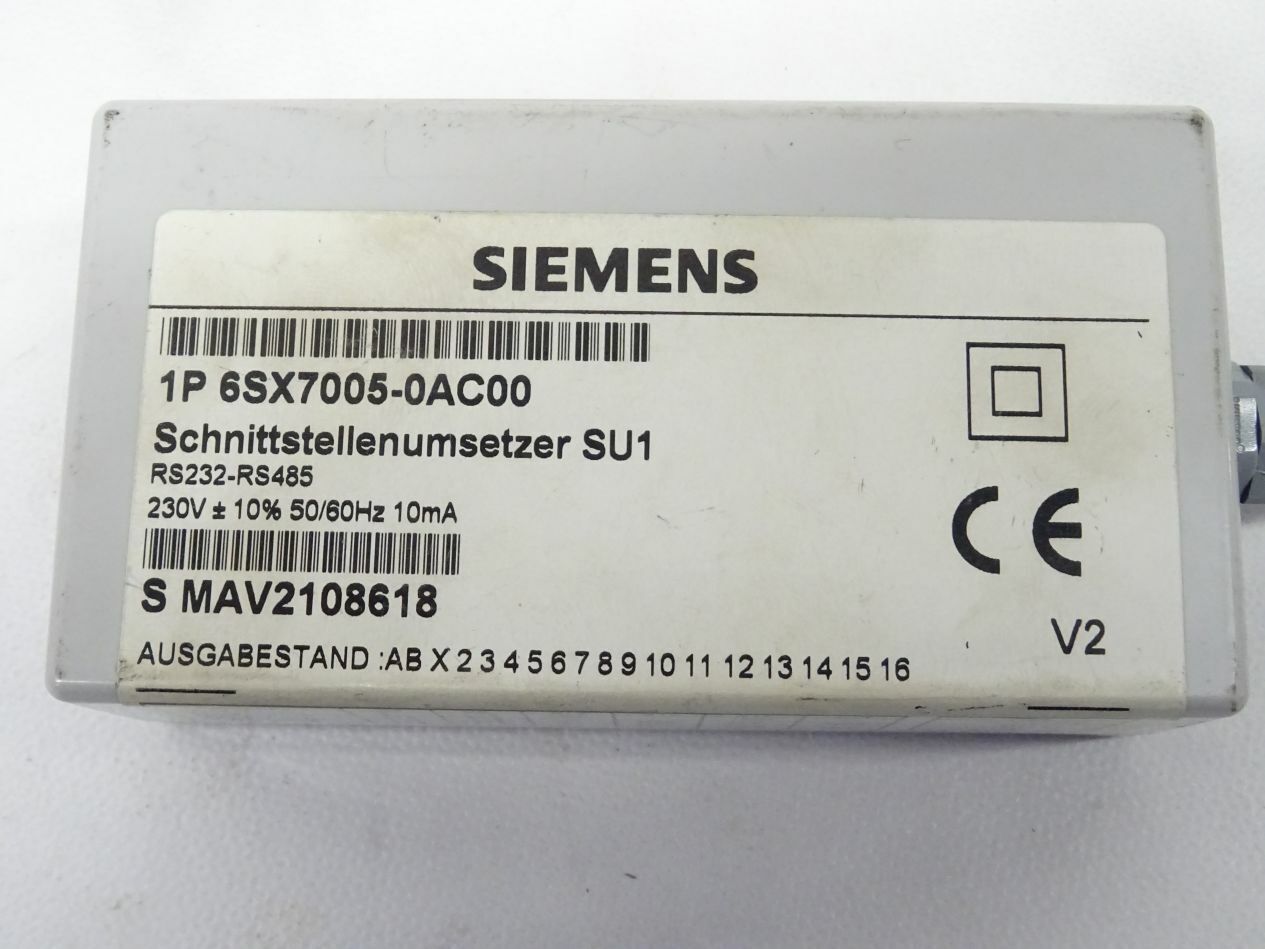 SIEMENS
1P 6SX7005-0AC00
Schnittstellenumsetzer SU1
RS232-RS485
230V ± 10% 50/60Hz 10mA
S MAV2108618
CE
V2
AUSGABESTAND :AB X 2 3 4 5 6 7 8 9 10 11 12 13 14 15 16